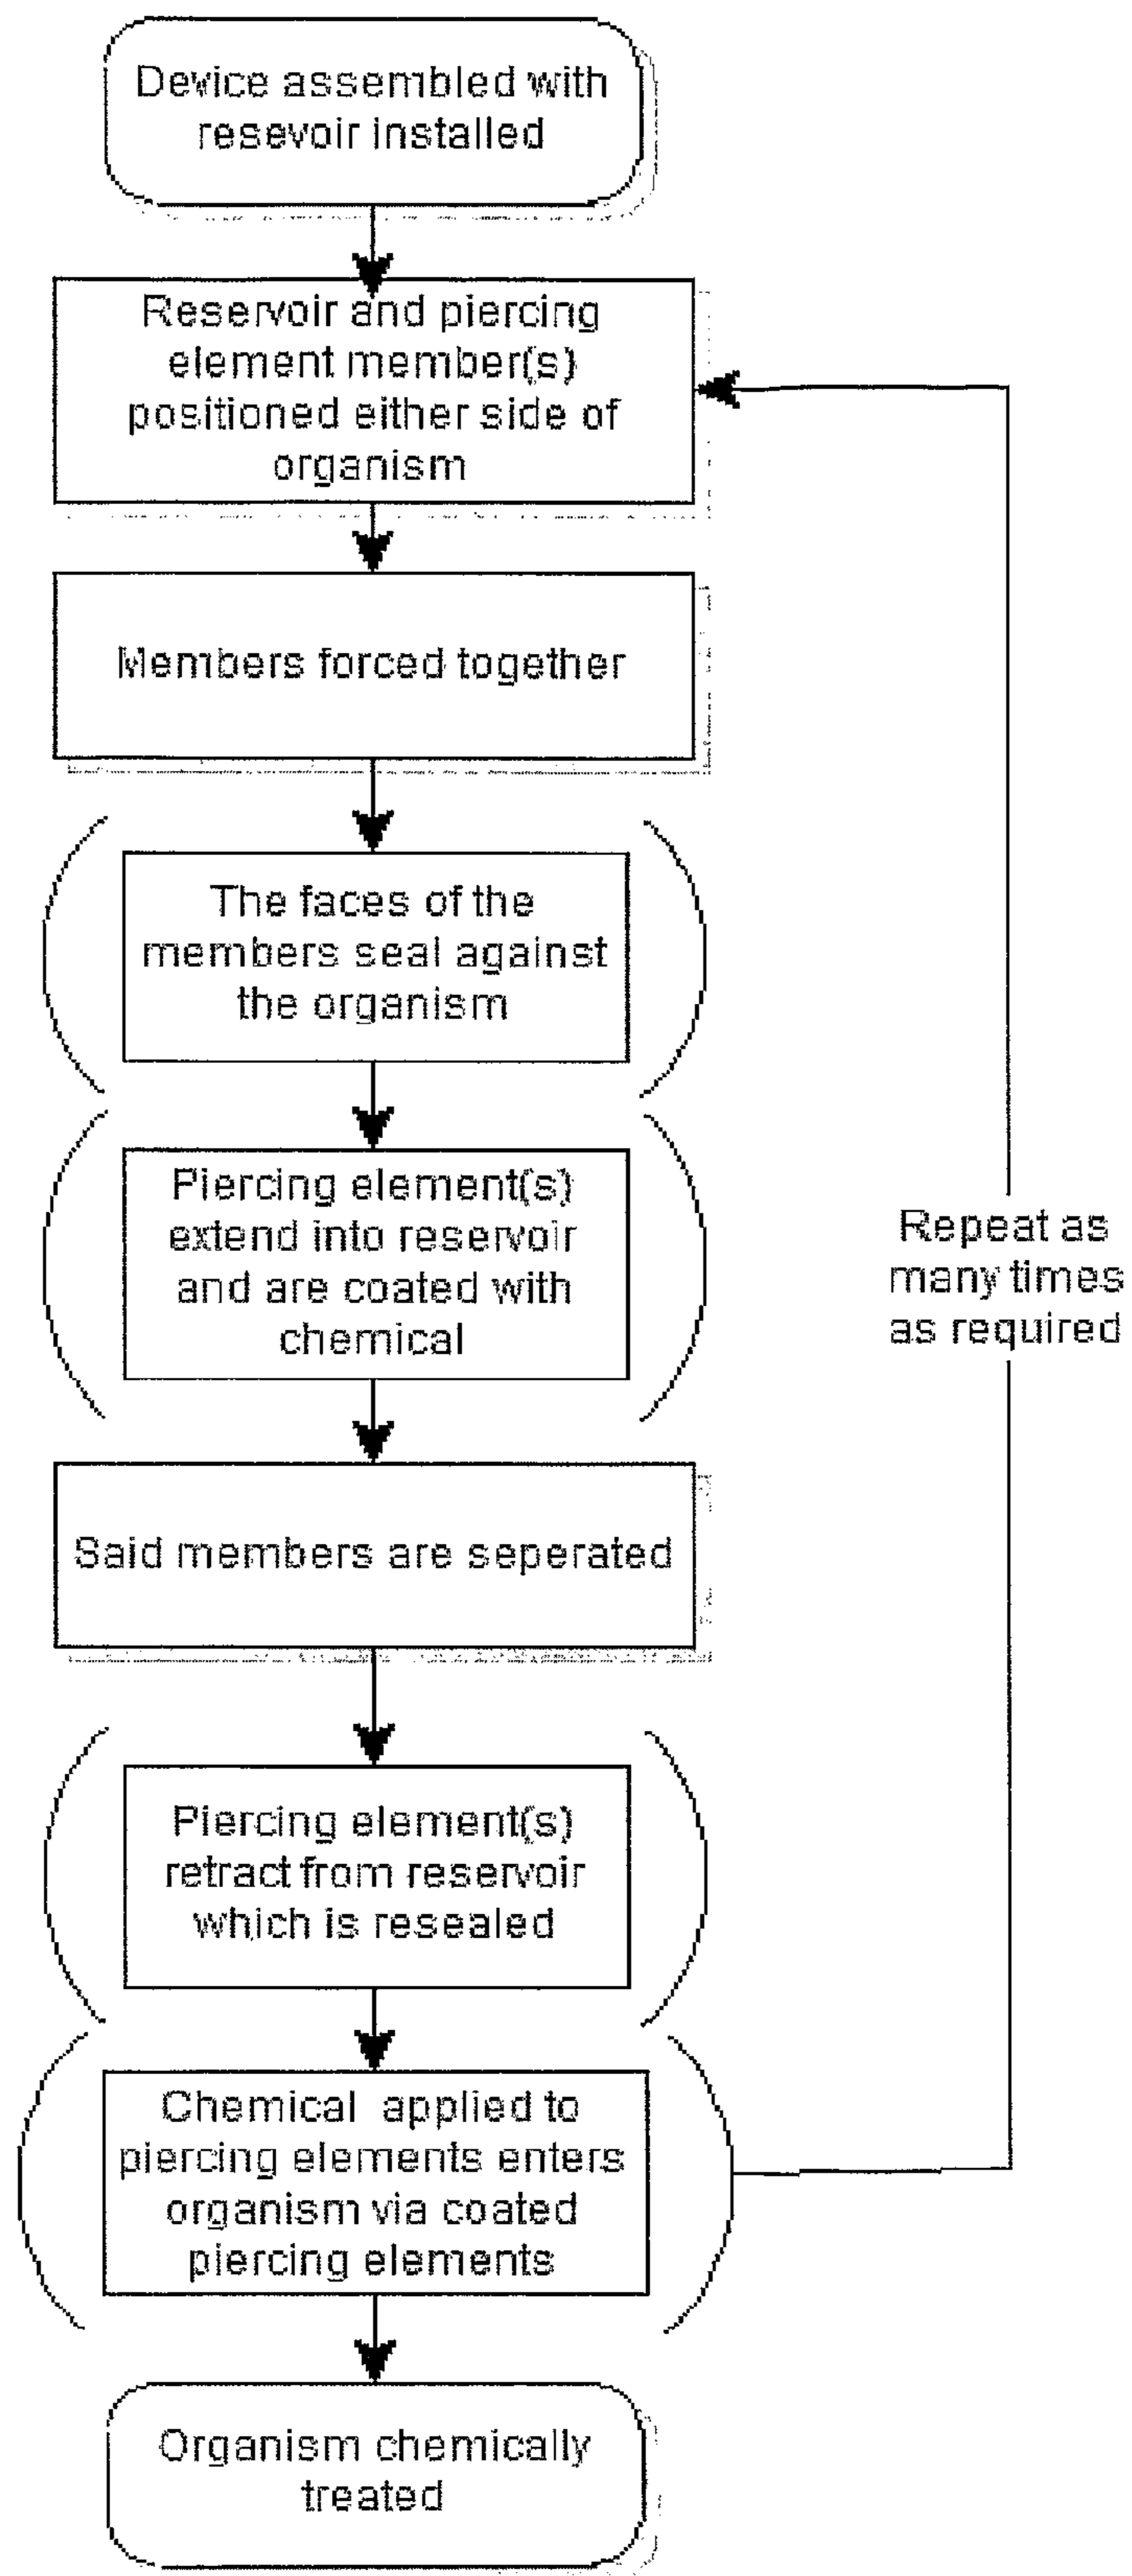 Device assembled with
resevoir installed
Reservoir and piercing
element member(s)
positioned either side of
organism
Members forced together
The faces of the
members seal against
the organism
Piercing element(s)
extend into reservoir
and are coated with
chemical
Repeat as
many times
as required
Said members are seperated
Piercing element(s)
retract from reservoir
which is resealed
Chemical applied to
piercing elements enters
organism via coated
piercing elements
Organism chemically
treated